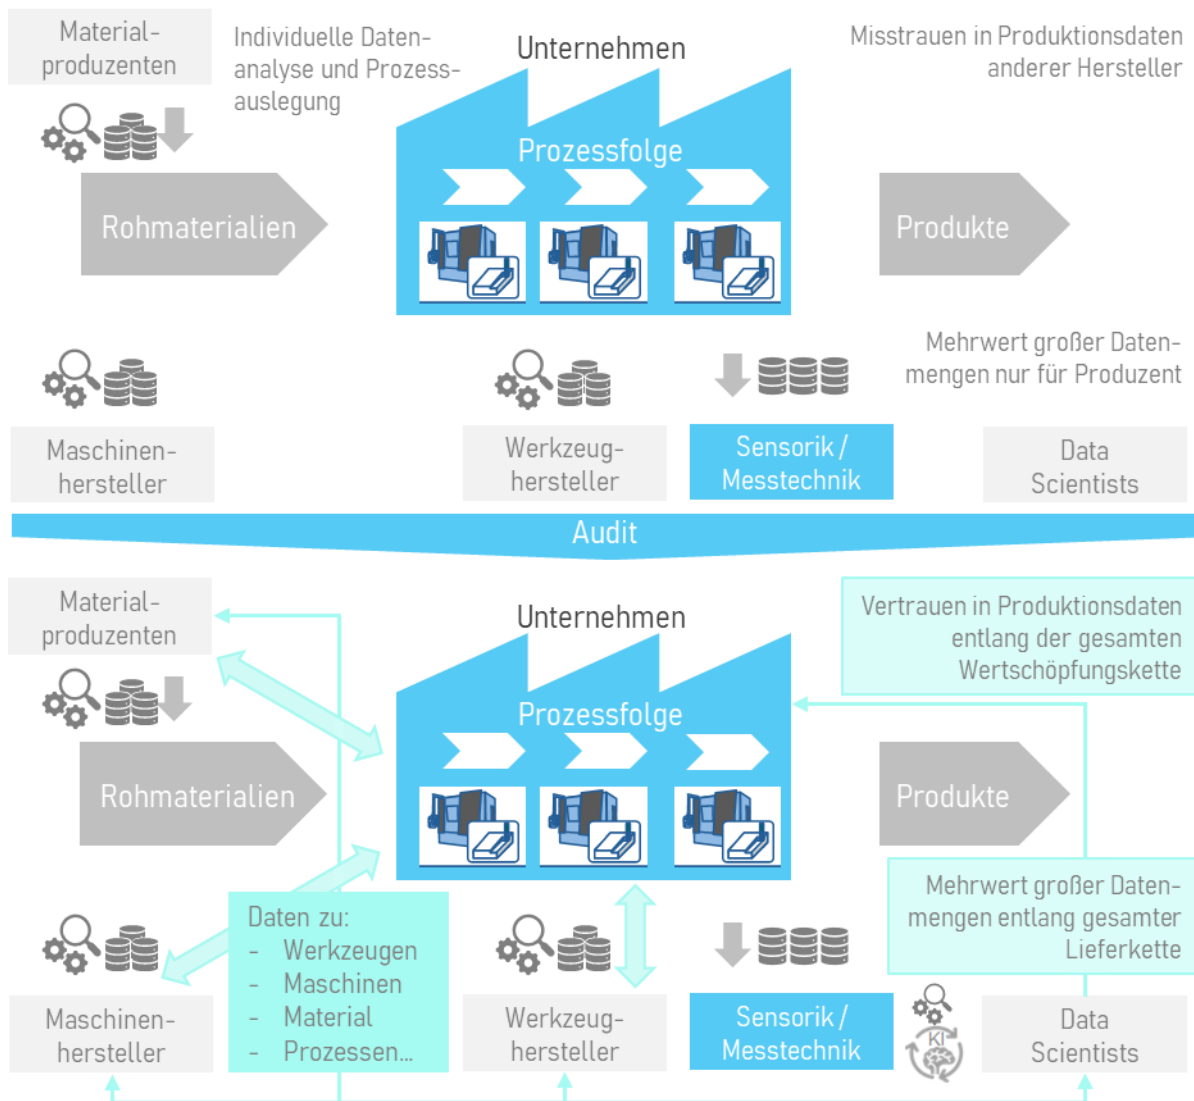 Material-
produzenten
Individuelle Daten-
analyse und Prozess-
auslegung
Unternehmen
Misstrauen in Produktionsdaten
anderer Hersteller
Prozessfolge
Rohmaterialien
Produkte
Mehrwert großer Daten-
mengen nur für Produzent
Maschinen-
hersteller
Werkzeug-
hersteller
Sensorik /
Messtechnik
Data
Scientists
Audit
Material-
produzenten
Unternehmen
Vertrauen in Produktionsdaten
entlang der gesamten
Wertschöpfungskette
Prozessfolge
Rohmaterialien
Produkte
Mehrwert großer Daten-
mengen entlang gesamter
Lieferkette
Daten zu:
- Werkzeugen
- Maschinen
- Material
- Prozessen...
Maschinen-
hersteller
Werkzeug-
hersteller
Sensorik /
Messtechnik
KI
Data
Scientists